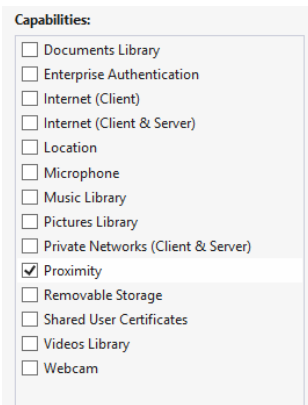 Capabilities:
Documents Library
Enterprise Authentication
Internet (Client)
Internet (Client & Server)
Location
Microphone
Music Library
Pictures Library
Private Networks (Client & Server)
Proximity
Removable Storage
Shared User Certificates
Videos Library
Webcam